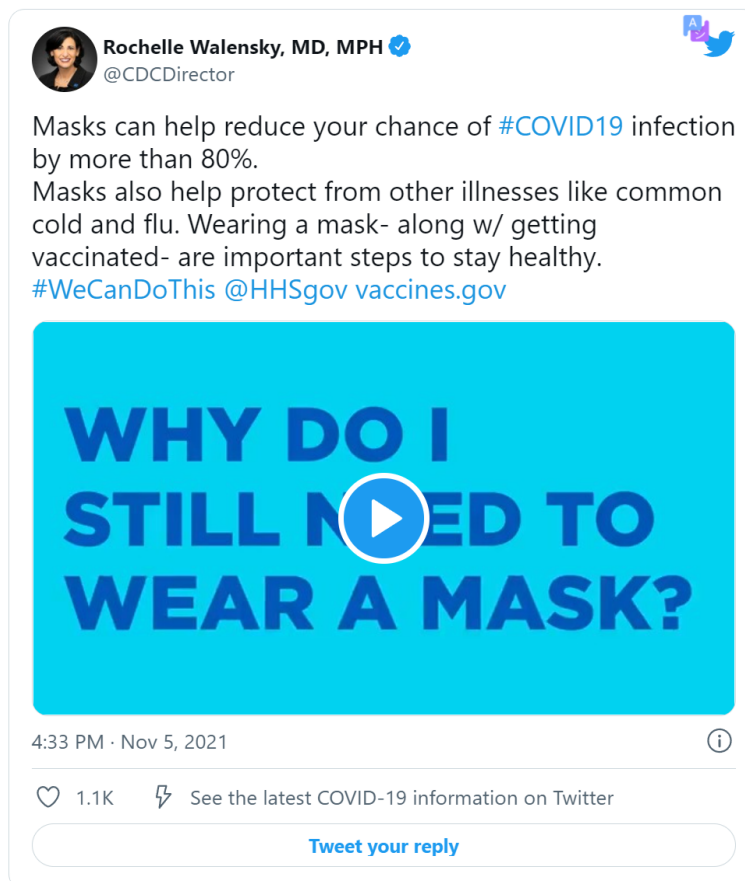 Rochelle Walensky, MD, MPH
@CDCDirector
Masks can help reduce your chance of #COVID19 infection
by more than 80%.
Masks also help protect from other illnesses like common
cold and flu. Wearing a mask- along w/ getting
vaccinated- are important steps to stay healthy.
#WeCanDoThis @HHSgov vaccines.gov
WHY DO I
STILL N ED TO
WEAR A MASK?
4:33 PM · Nov 5, 2021
1.1K See the latest COVID-19 information on Twitter
Tweet your reply